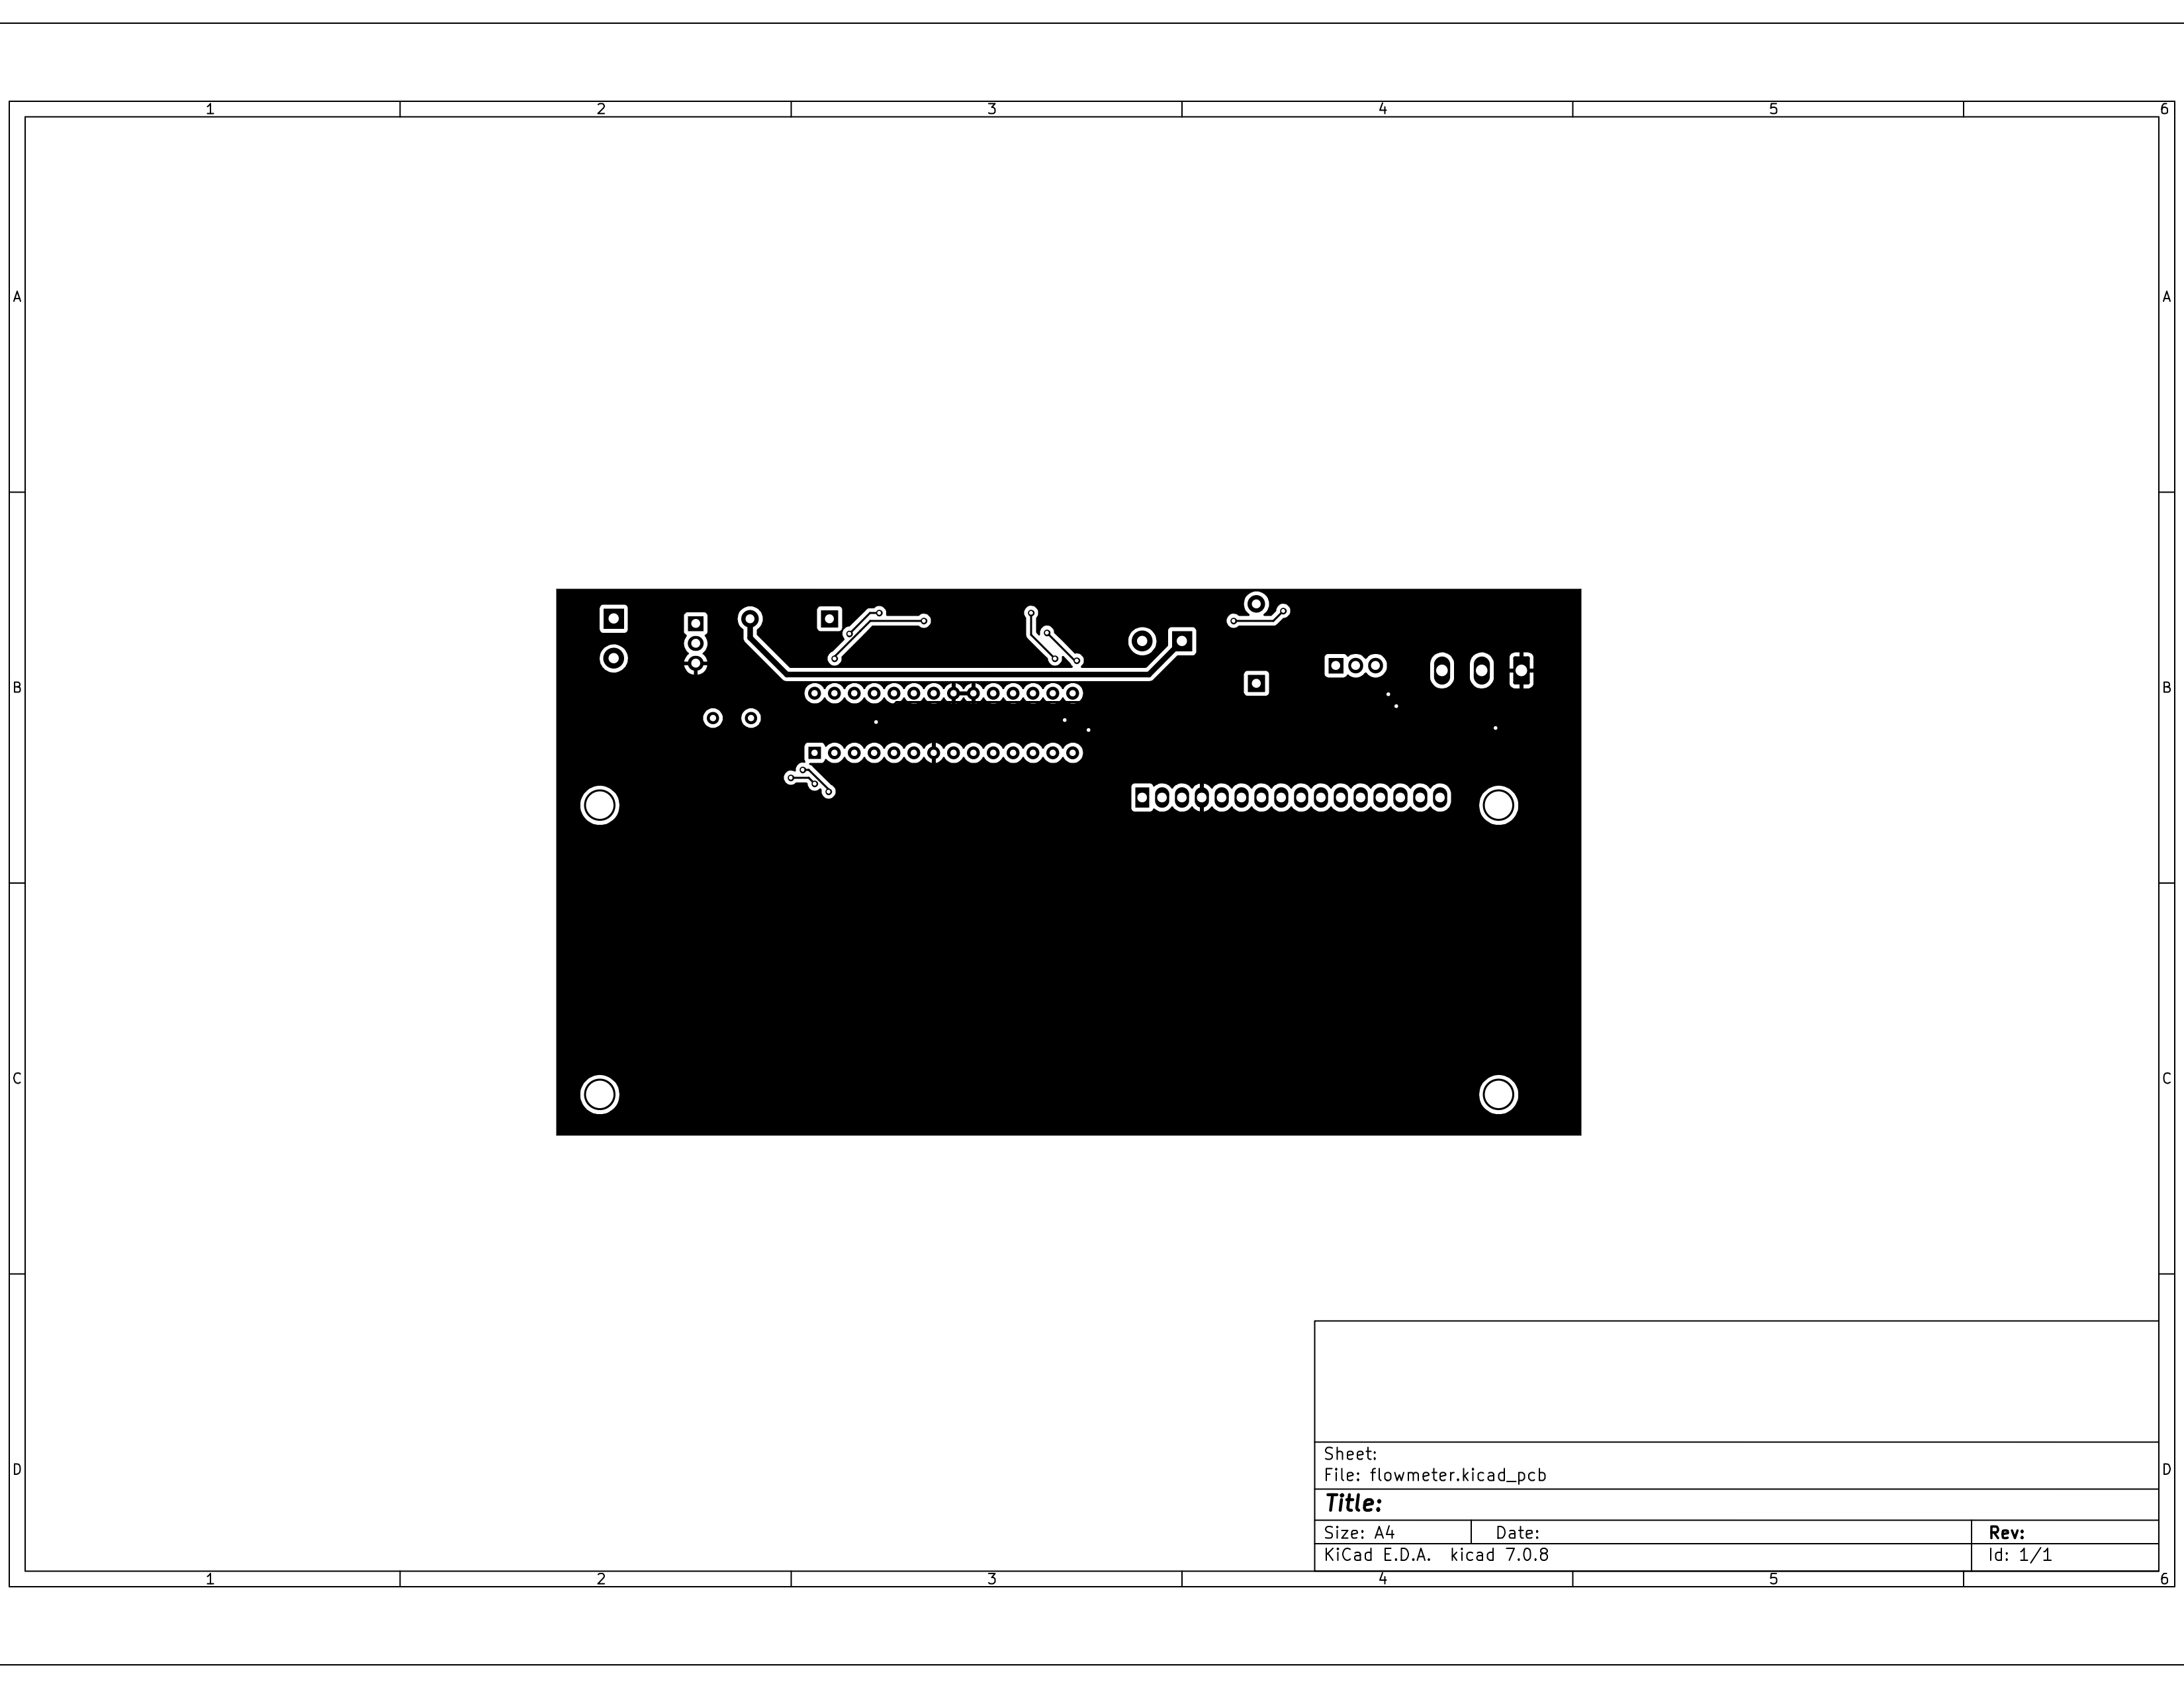 1 2 3 4 5 6
A A
B B
C C
D D
Sheet:
File: flowmeter.kicad_pcb
Title:
Size: A4 Date: Rev:
KiCad E.D.A. kicad 7.0.8 Id: 1/1
1 2 3 4 5 6